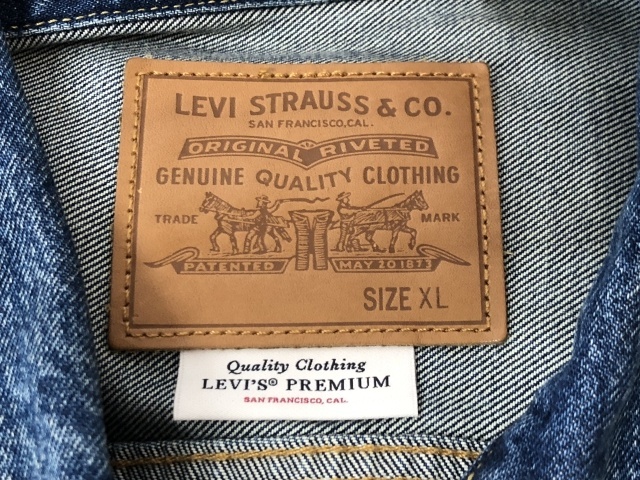 LEVI STRAUSS & CO.
SAN FRANCISCO, CAL.
ORIGINAL RIVETED
GENUINE QUALITY CLOTHING
TRADE MARK
PATENTED MAY 20 1873
SIZE XL
Quality Clothing
LEVI'S® PREMIUM
SAN FRANCISCO, CAL.